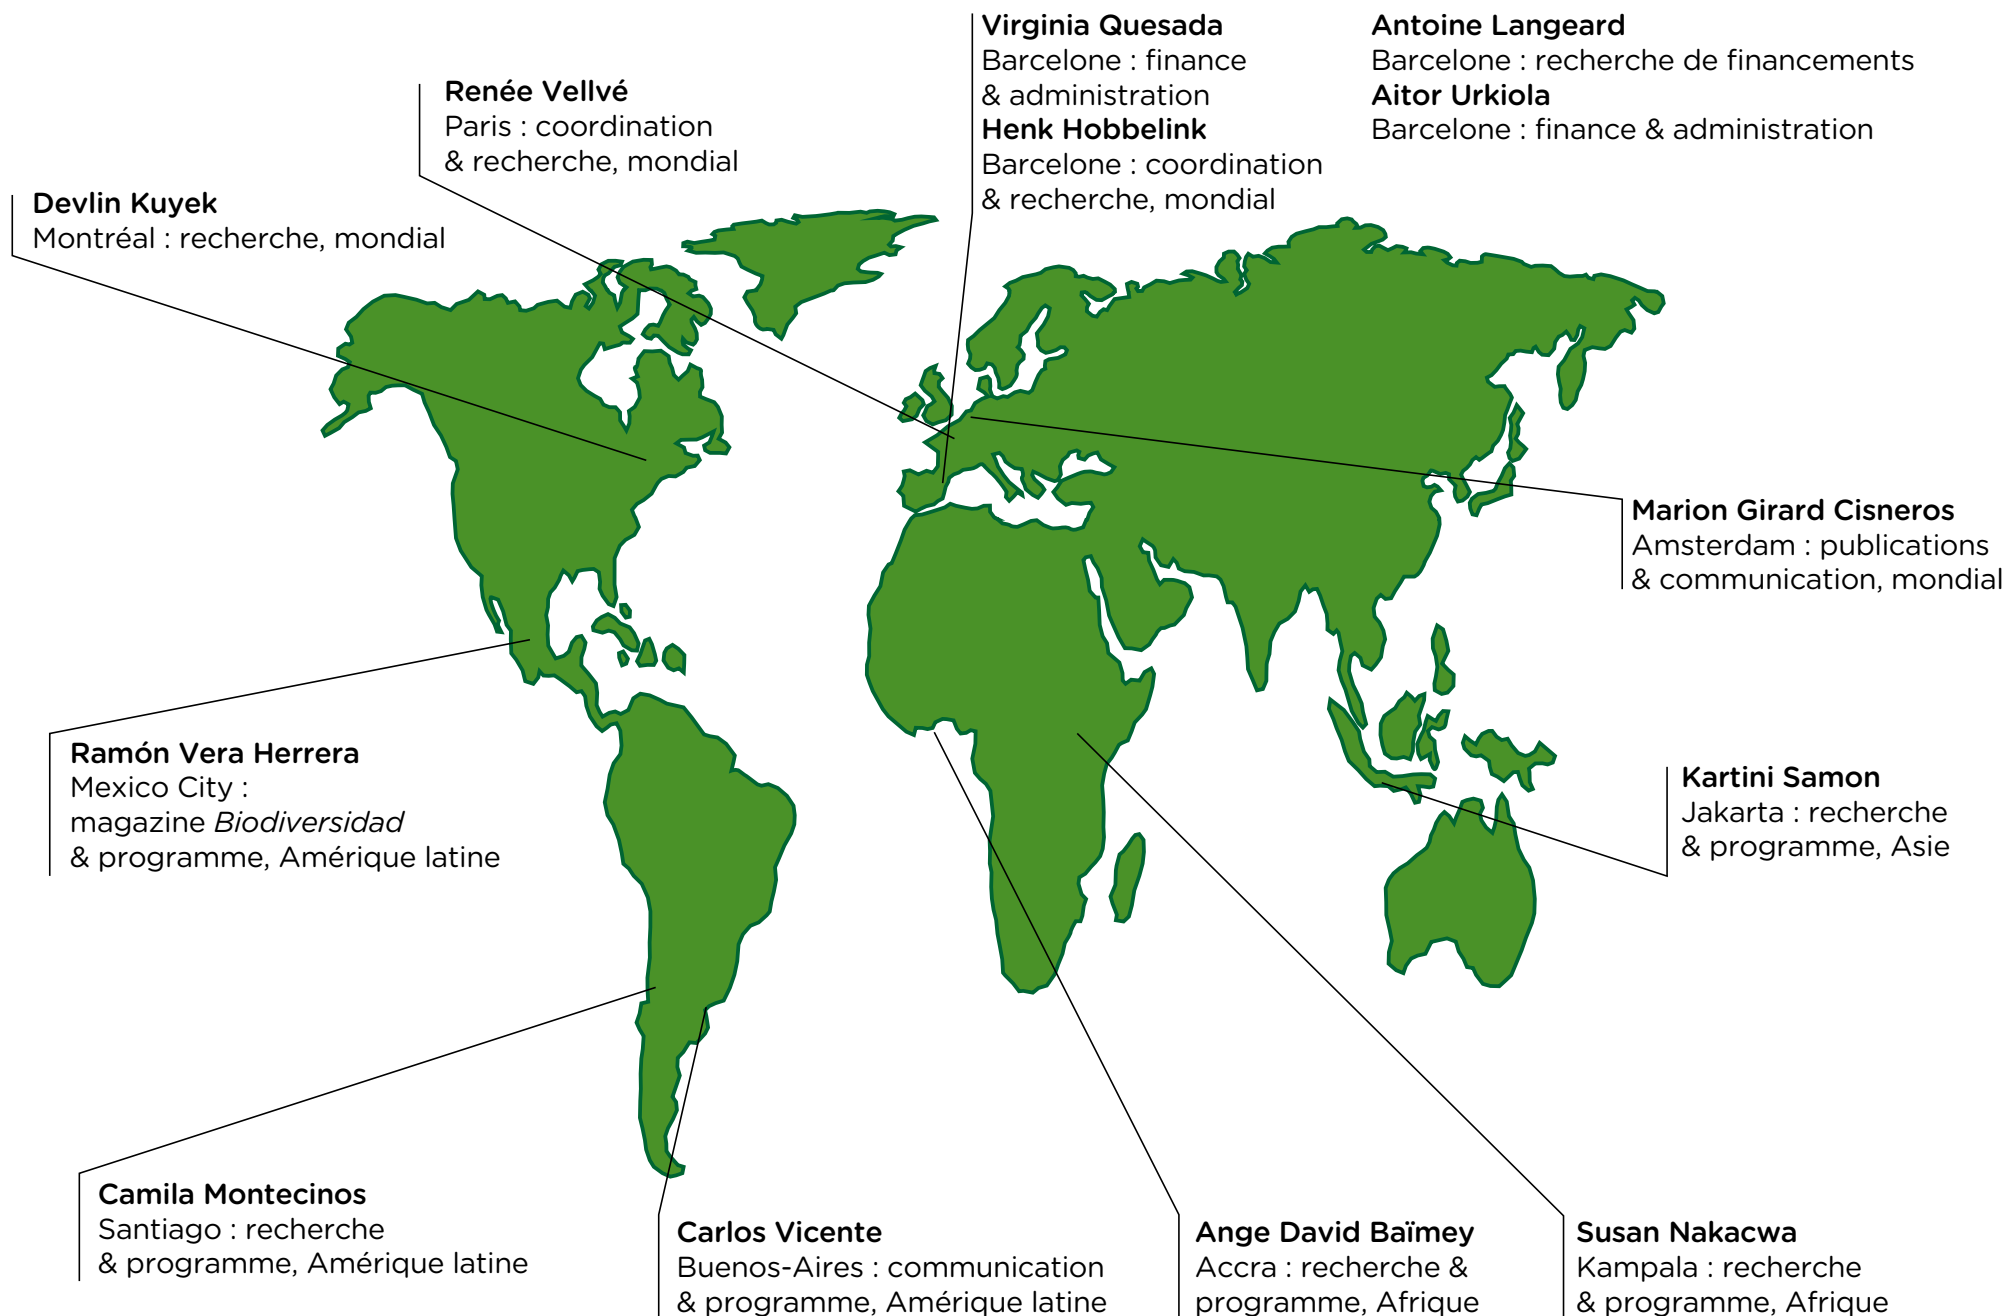 Virginia Quesada
Barcelone : finance
& administration
Henk Hobbelink
Barcelone : coordination
& recherche, mondial
Antoine Langeard
Barcelone : recherche de financements
Aitor Urkiola
Barcelone : finance & administration
Renée Vellvé
Paris : coordination
& recherche, mondial
Devlin Kuyek
Montréal : recherche, mondial
Marion Girard Cisneros
Amsterdam : publications
& communication, mondial
Ramón Vera Herrera
Mexico City :
magazine Biodiversidad
& programme, Amérique latine
Kartini Samon
Jakarta : recherche
& programme, Asie
Camila Montecinos
Santiago : recherche
& programme, Amérique latine
Carlos Vicente
Buenos-Aires : communication
& programme, Amérique latine
Ange David Baïmey
Accra : recherche &
programme, Afrique
Susan Nakacwa
Kampala : recherche
& programme, Afrique